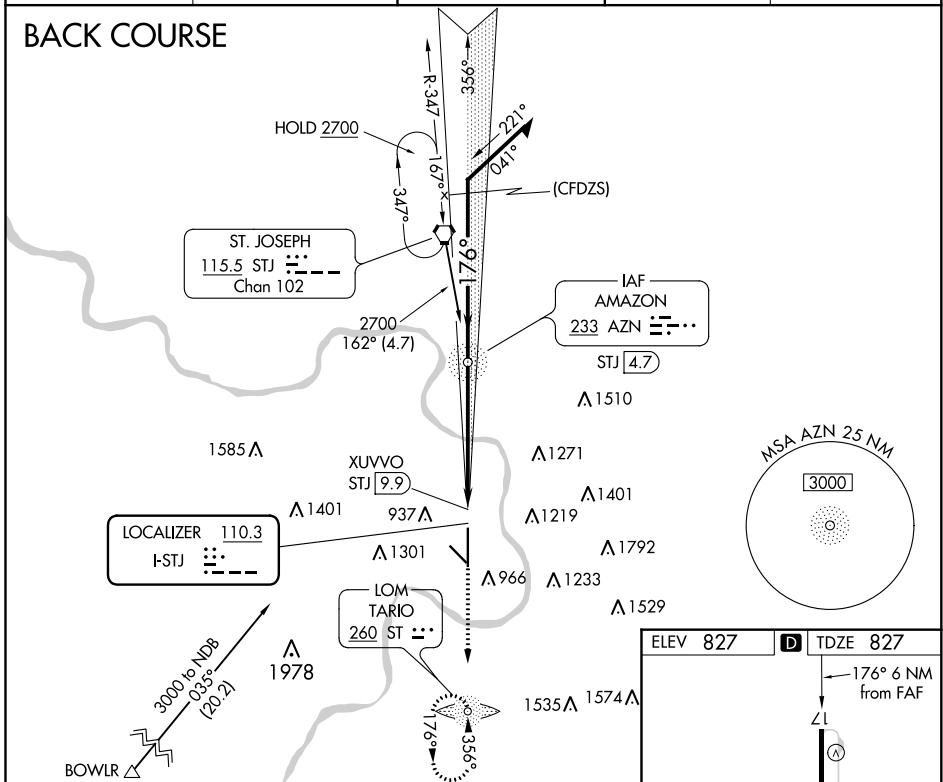 BACK COURSE
R-347
356°
HOLD 2700
221°
041°
167°
347°
(CFDZS)
ST. JOSEPH
115.5 STJ
Chan 102
176°
IAF
AMAZON
233 AZN
2700
162° (4.7)
STJ 4.7
1510
1585
1271
MSA AZN 25 NM
3000
XUVVO
STJ 9.9
1401
1401
937
1219
LOCALIZER 110.3
I-STJ
1301
1792
966
1233
LOM
TARIO
260 ST
1529
3000 to NDB
035°
(20.2)
1978
ELEV 827
D
TDZE 827
176° 6 NM
from FAF
17
A
1535
1574
176°
356°
BOWLR